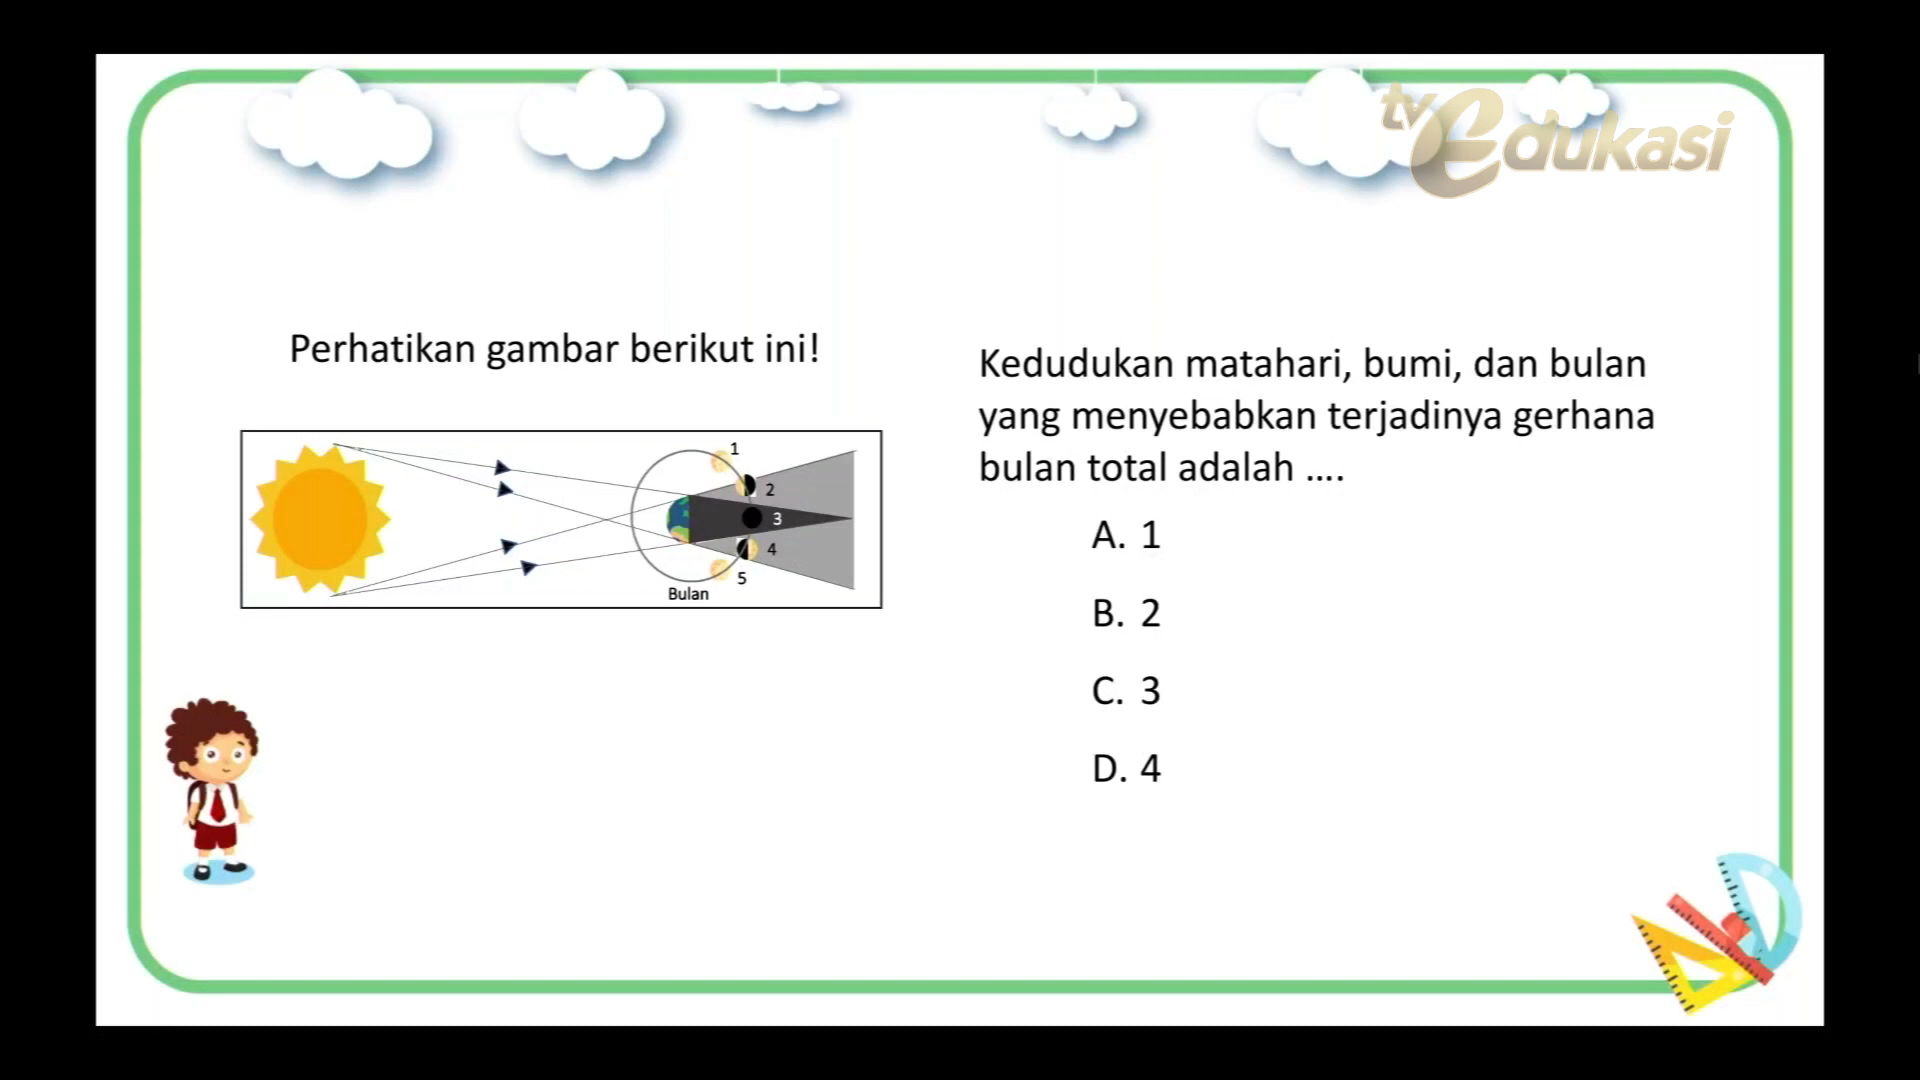 tv edukasi
Perhatikan gambar berikut ini!
1
2
3
4
5
Bulan
Kedudukan matahari, bumi, dan bulan
yang menyebabkan terjadinya gerhana
bulan total adalah ....
A. 1
B. 2
C. 3
D. 4